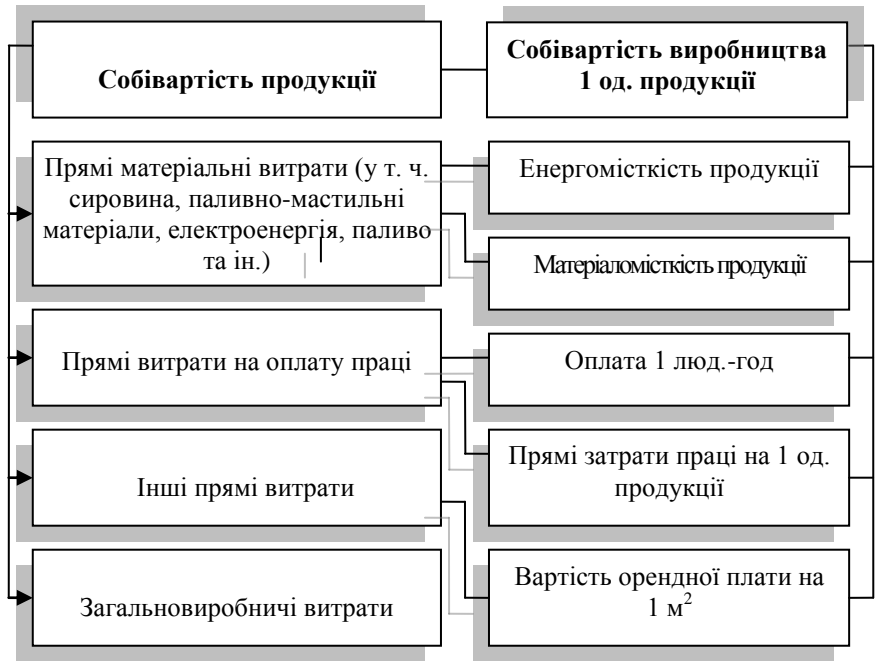 Собівартість продукції
Собівартість виробництва
1 од. продукції
Прямі матеріальні витрати (у т. ч.
сировина, паливно-мастильні
матеріали, електроенергія, паливо
та ін.)
Енергомісткість продукції
Матеріаломісткість продукції
Прямі витрати на оплату праці
Оплата 1 люд.-год
Прямі затрати праці на 1 од.
продукції
Інші прямі витрати
Вартість орендної плати на
1 м²
Загальновиробничі витрати